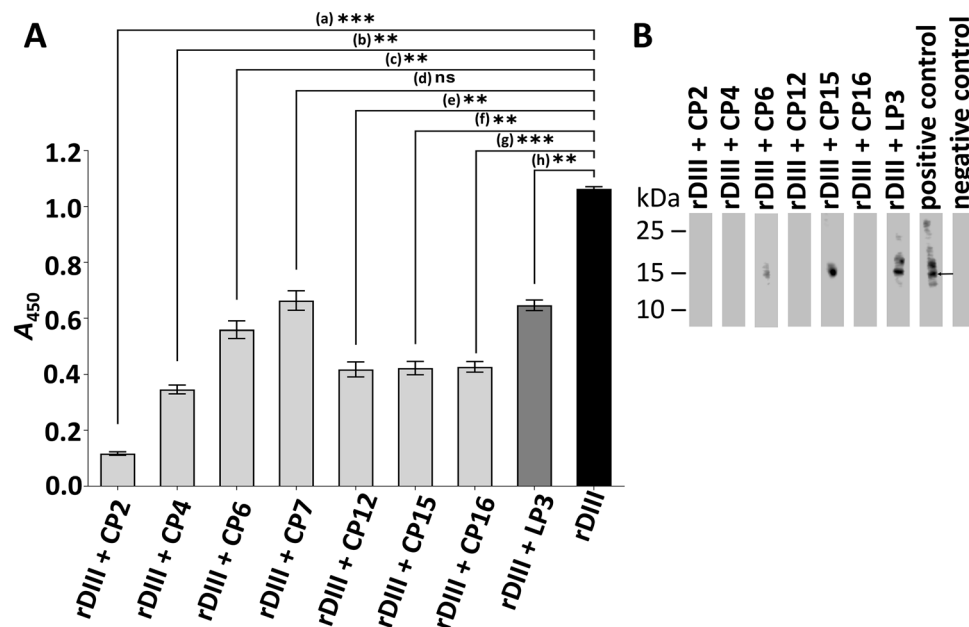 A
(a) ***
(b) **
(c) **
(d) ns
(e) **
(f) **
(g) ***
(h) **
1.2
1.0
0.8
0.6
0.4
0.2
0.0
A450
rDIII + CP2
rDIII + CP4
rDIII + CP6
rDIII + CP7
rDIII + CP12
rDIII + CP15
rDIII + CP16
rDIII + LP3
rDIII
B
rDIII + CP2
rDIII + CP4
rDIII + CP6
rDIII + CP12
rDIII + CP15
rDIII + CP16
rDIII + LP3
positive control
negative control
kDa
25
15
10